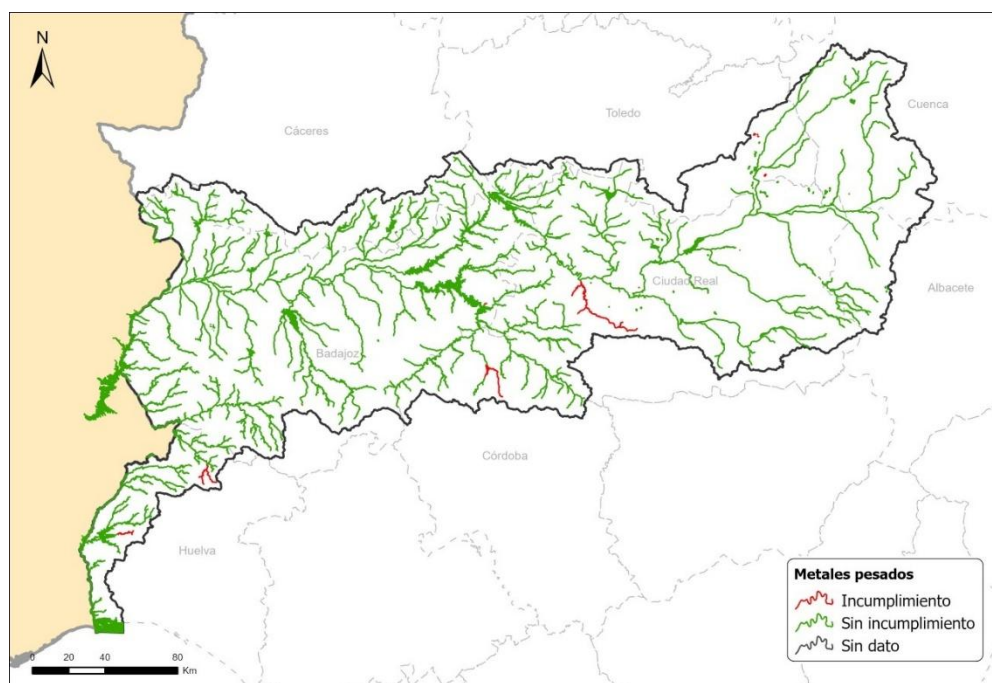 N
Cuenca
Toledo
Cáceres
Ciudad Real
Albacete
Badajoz
Córdoba
Huelva
Metales pesados
Incumplimiento
Sin incumplimiento
Sin dato
0 20 40 80
Km